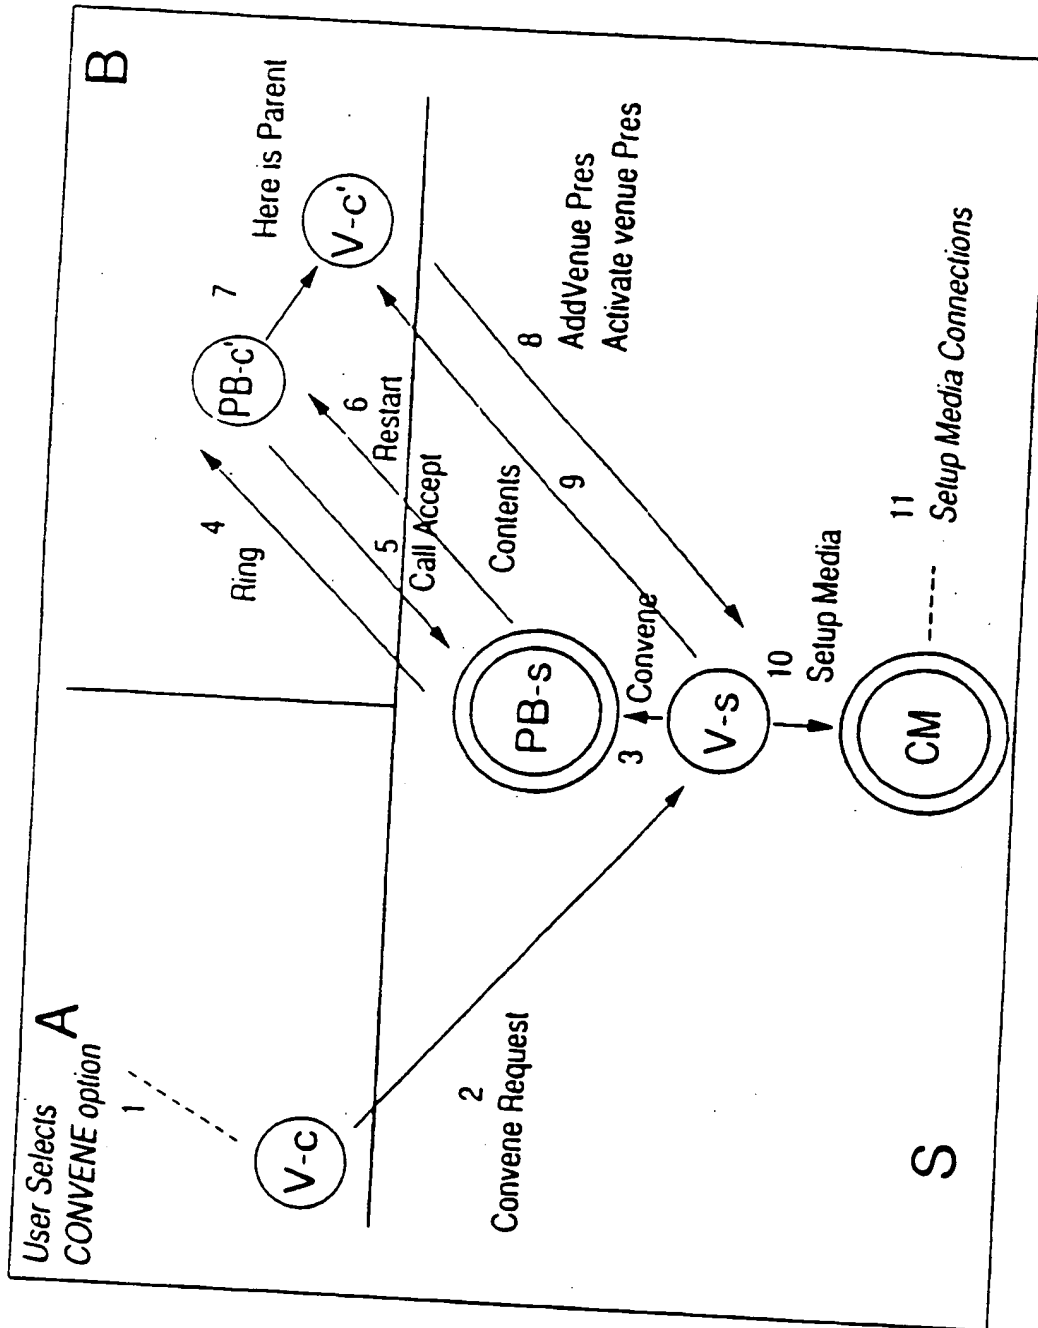 User Selects
CONVENE option
A
1
V-c
2
Convene Request
S
B
4
Ring
PB-c'
7
Here is Parent
V-c'
5
Call Accept
6
Restart
Contents
9
8
AddVenue Pres
Activate venue Pres
PB-s
3
Convene
V-s
10
Setup Media
CM
11
Setup Media Connections